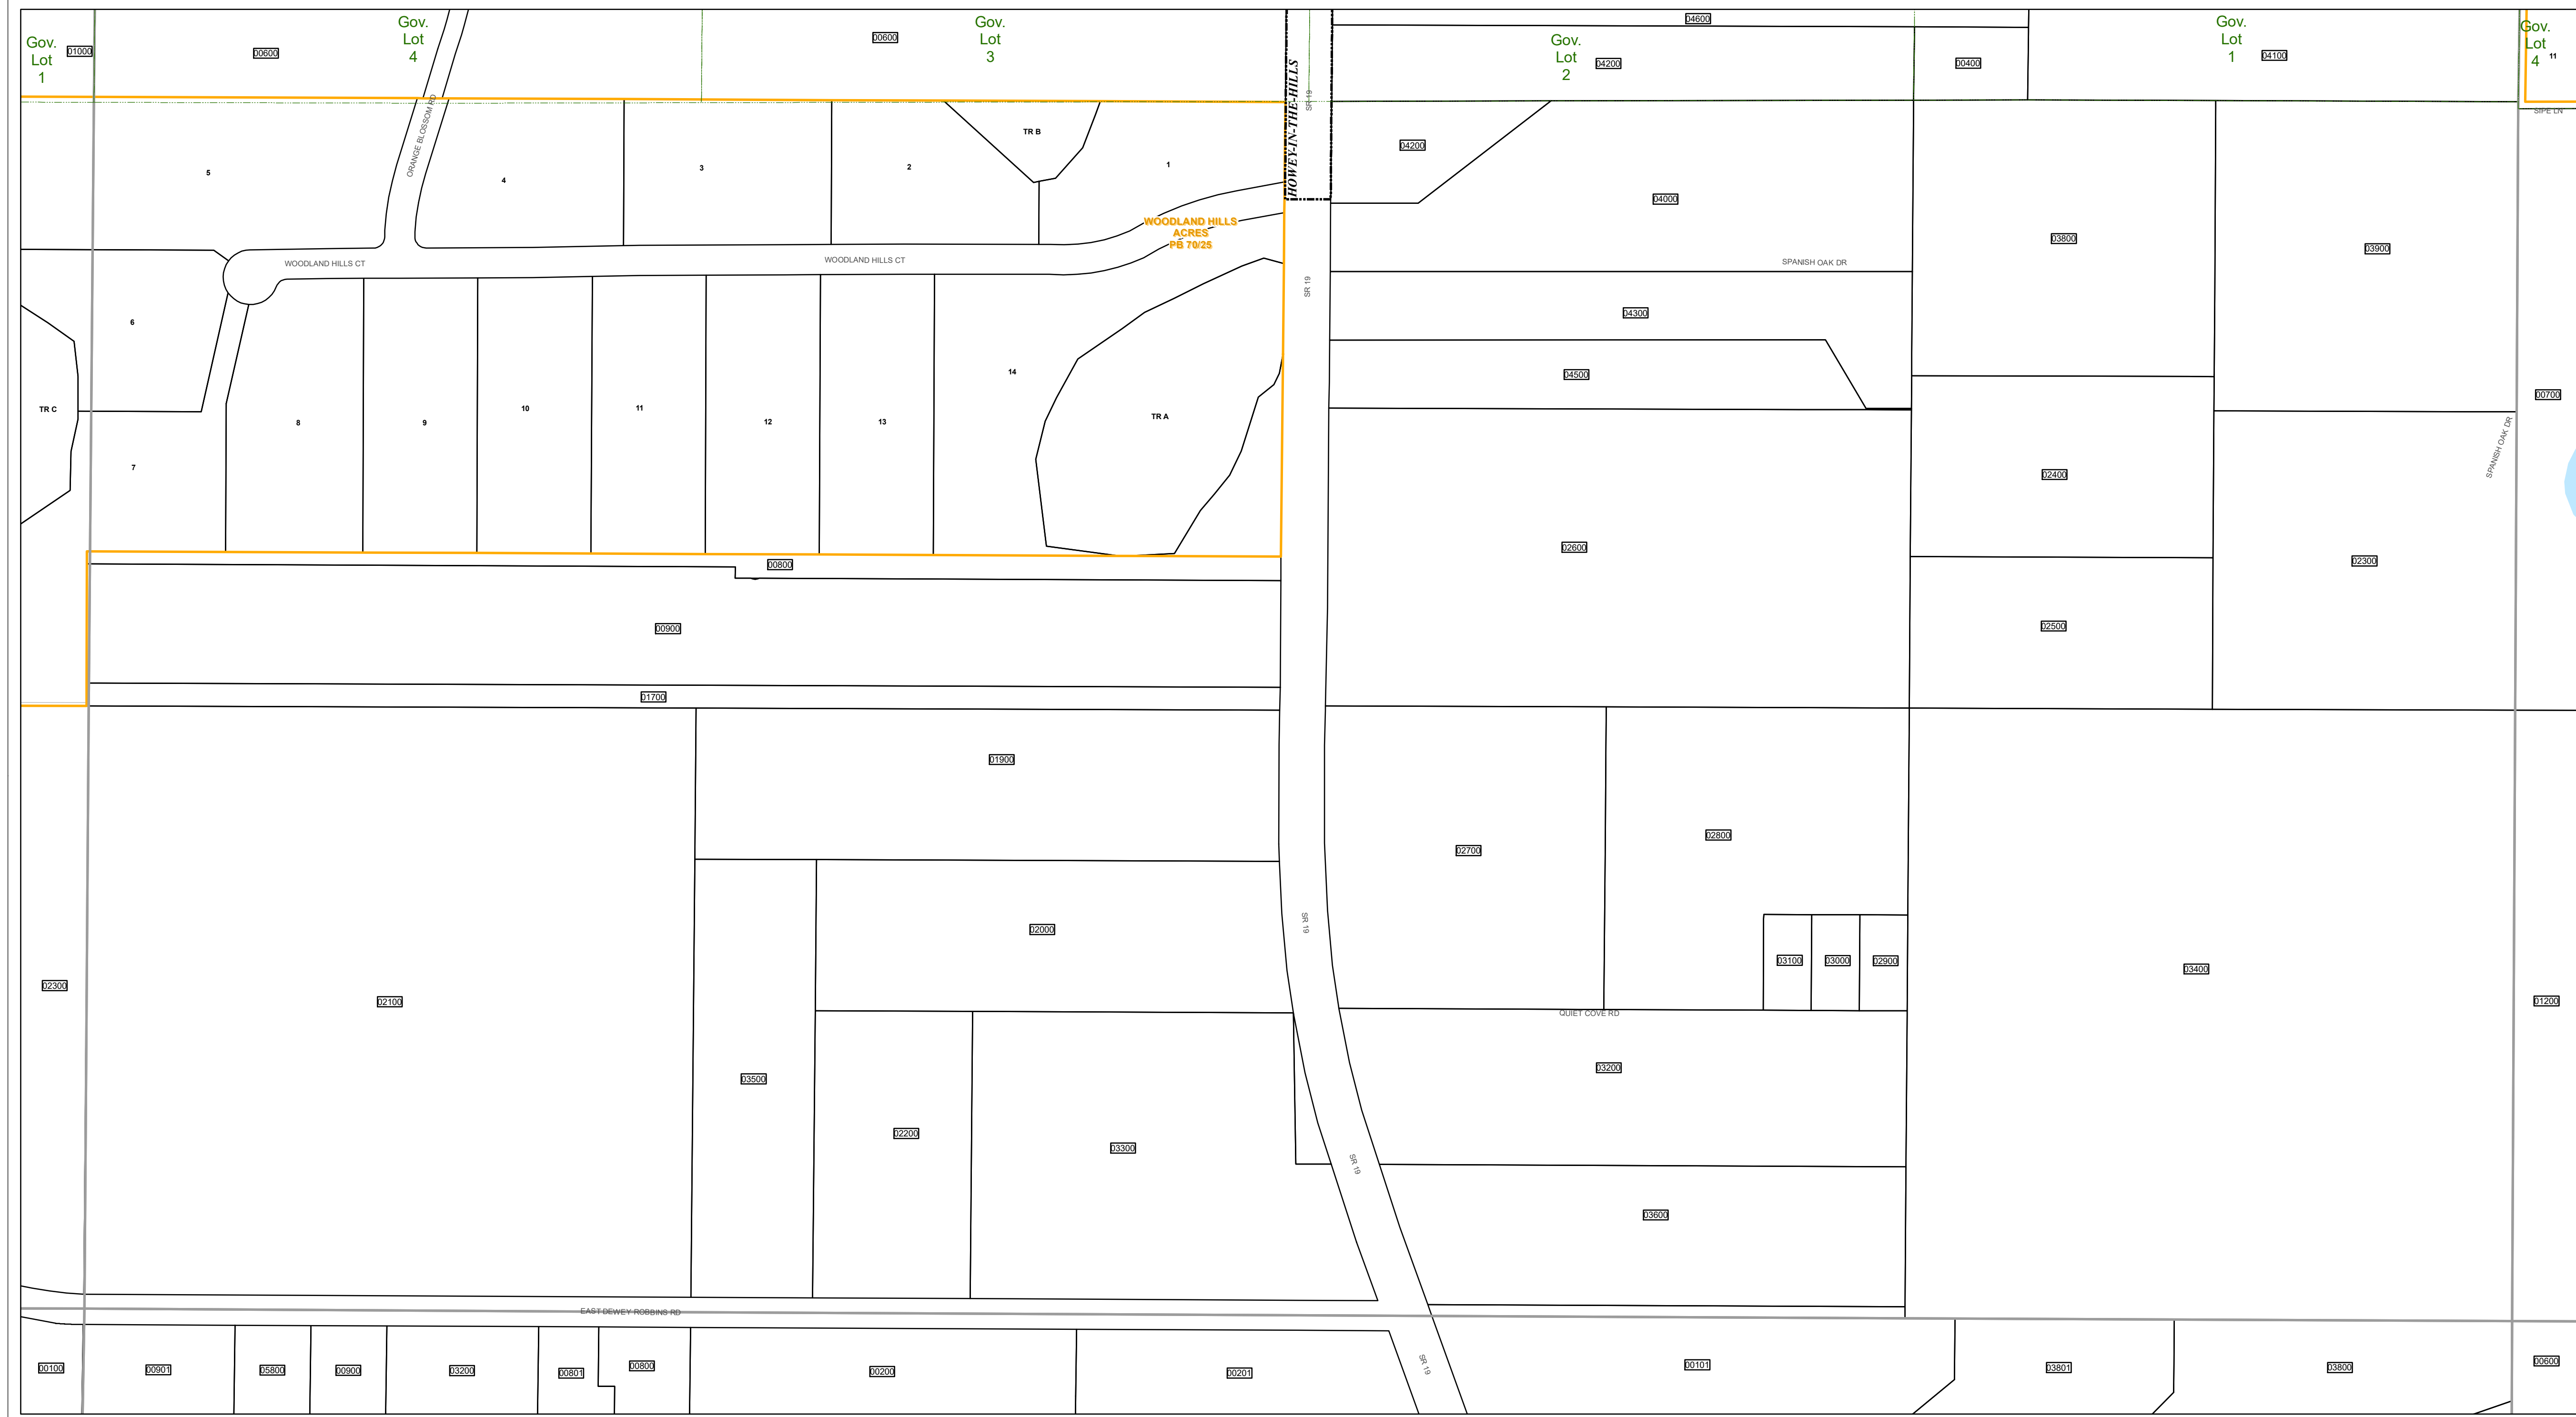 Gov.
Lot
1
01000
00600
Gov.
Lot
4
00600
Gov.
Lot
3
HOWEY-IN-THE-HILLS
SR 19
04600
Gov.
Lot
2
04200
00400
Gov.
Lot
1
04100
Gov.
Lot
4
11
SIPE LN
ORANGE BLOSSOM RD
5
4
3
2
TR B
1
04200
04000
03800
03900
WOODLAND HILLS
ACRES
PB 70/25
WOODLAND HILLS CT
WOODLAND HILLS CT
SR 19
SPANISH OAK DR
04300
04500
6
TR C
7
8
9
10
11
12
13
14
TR A
00700
SPANISH OAK DR
02400
02600
02300
02500
00800
00900
01700
01900
02700
02800
02000
SR 19
03100
03000
02900
03400
02300
02100
01200
QUIET COVE RD
03500
03200
02200
03300
SR 19
03600
EAST DEWEY ROBBINS RD
00100
00901
05800
00900
03200
00801
00800
00200
00201
SR 19
00101
03801
03800
00600